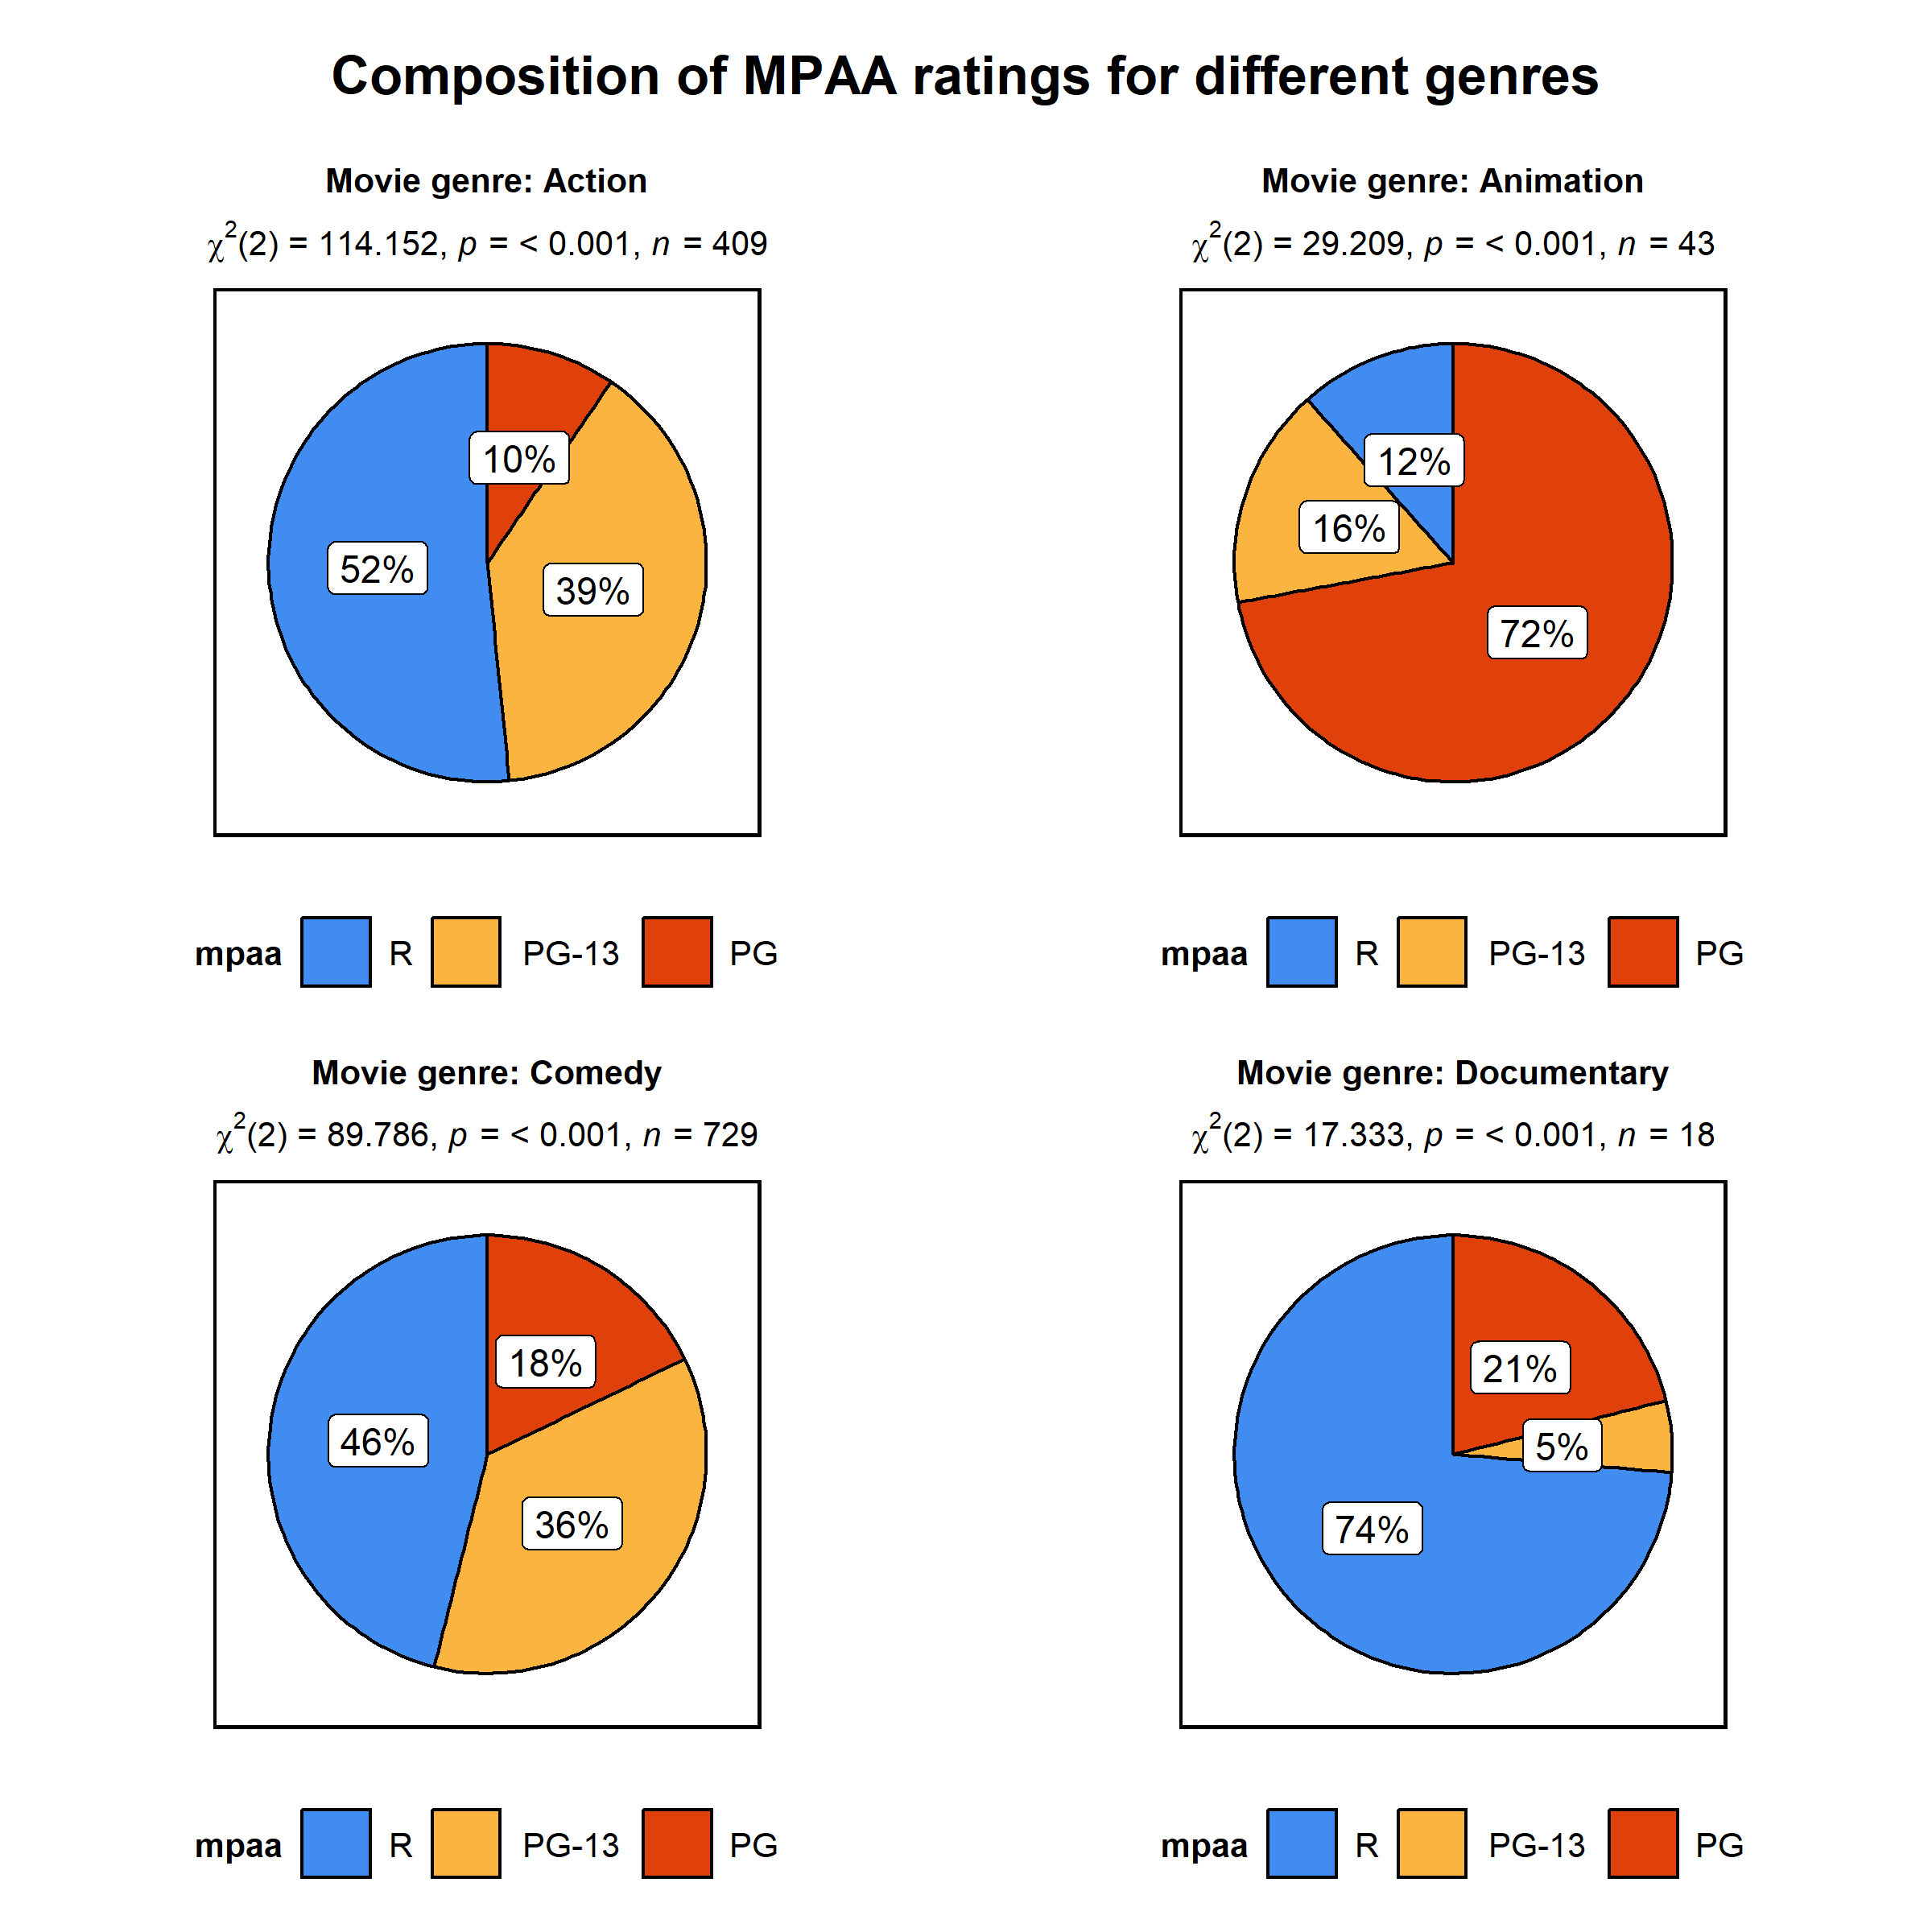 Composition of MPAA ratings for different genres
Movie genre: Action
χ²(2) = 114.152, p = < 0.001, n = 409
10%
52%
39%
mpaa R PG-13 PG
Movie genre: Animation
χ²(2) = 29.209, p = < 0.001, n = 43
12%
16%
72%
mpaa R PG-13 PG
Movie genre: Comedy
χ²(2) = 89.786, p = < 0.001, n = 729
18%
46%
36%
mpaa R PG-13 PG
Movie genre: Documentary
χ²(2) = 17.333, p = < 0.001, n = 18
21%
5%
74%
mpaa R PG-13 PG